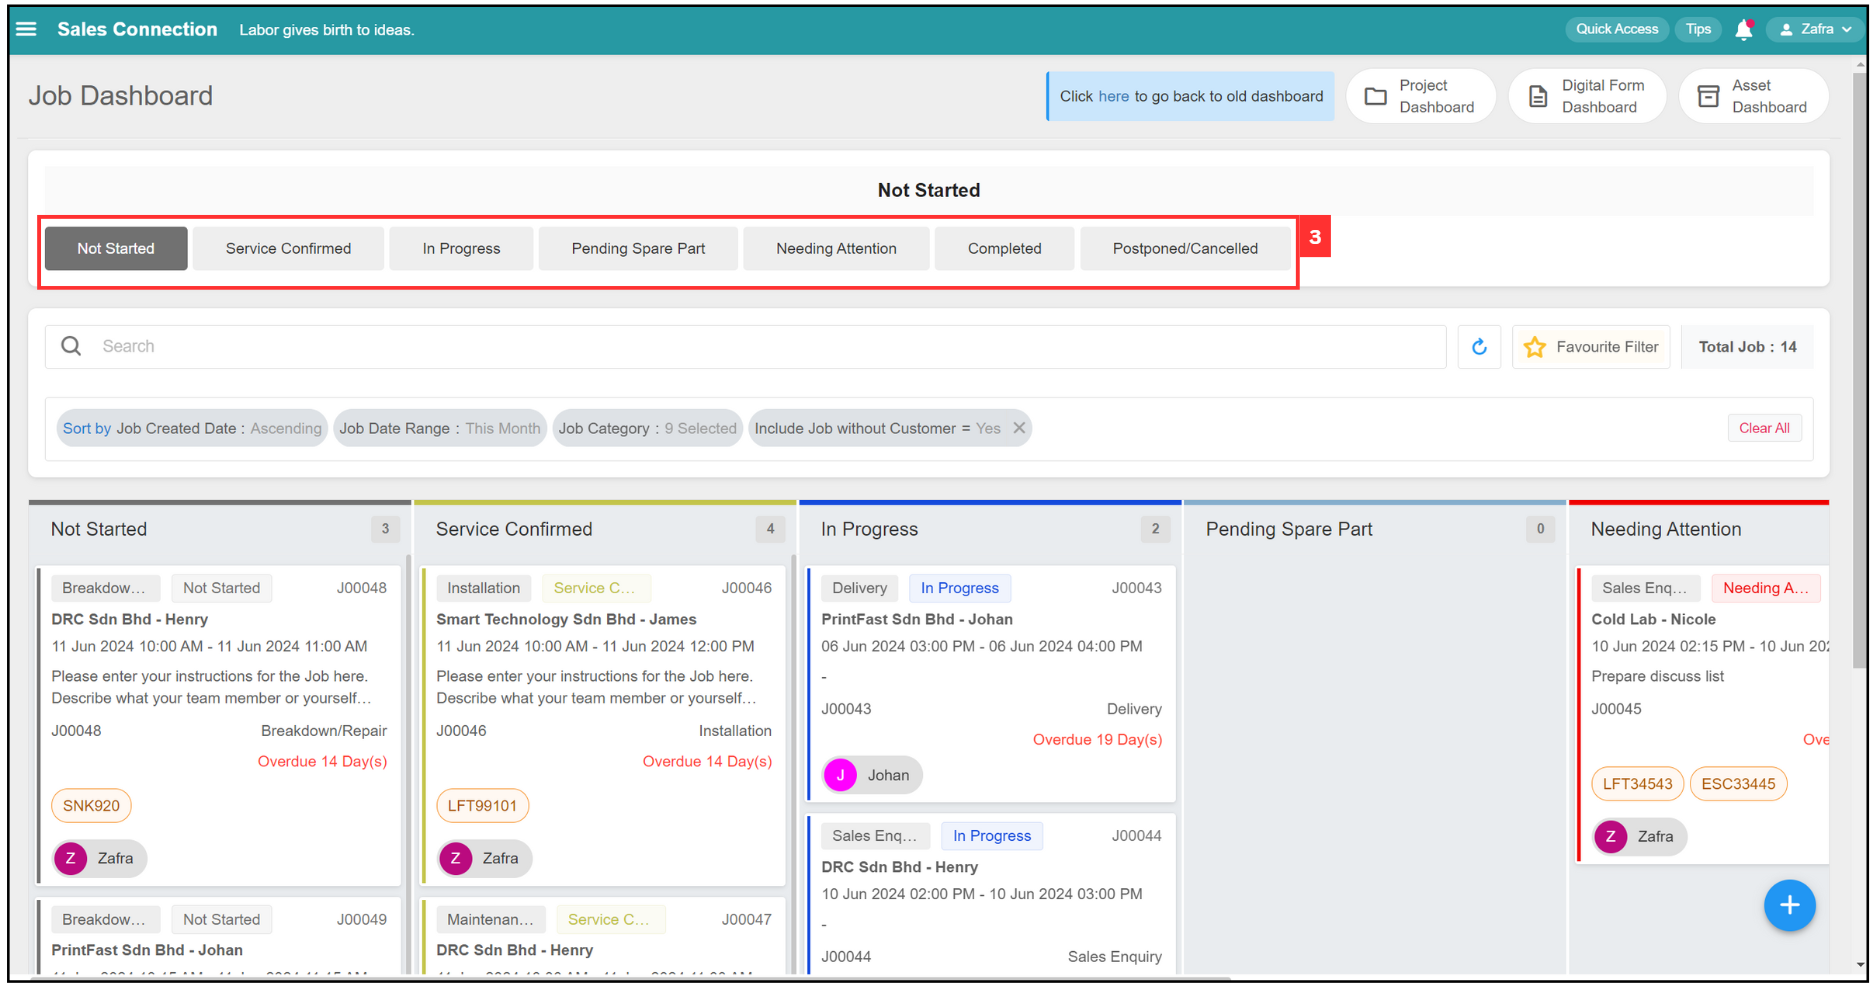 Sales Connection Labor gives birth to ideas. Quick Access Tips Zafra
Job Dashboard
Click here to go back to old dashboard
Project
Dashboard
Digital Form
Dashboard
Asset
Dashboard
Not Started
Not Started Service Confirmed In Progress Pending Spare Part Needing Attention Completed Postponed/Cancelled 3
Search
Favourite Filter
Total Job : 14
Sort by Job Created Date : Ascending Job Date Range : This Month Job Category : 9 Selected Include Job without Customer = Yes Clear All
Not Started 3
Breakdow... Not Started J00048
DRC Sdn Bhd - Henry
11 Jun 2024 10:00 AM - 11 Jun 2024 11:00 AM
Please enter your instructions for the Job here.
Describe what your team member or yourself...
J00048 Breakdown/Repair
Overdue 14 Day(s)
SNK920
Z Zafra
Breakdow... Not Started J00049
PrintFast Sdn Bhd - Johan
Service Confirmed 4
Installation Service C... J00046
Smart Technology Sdn Bhd - James
11 Jun 2024 10:00 AM - 11 Jun 2024 12:00 PM
Please enter your instructions for the Job here.
Describe what your team member or yourself...
J00046 Installation
Overdue 14 Day(s)
LFT99101
Z Zafra
Maintenan... Service C... J00047
DRC Sdn Bhd - Henry
In Progress 2
Delivery In Progress J00043
PrintFast Sdn Bhd - Johan
06 Jun 2024 03:00 PM - 06 Jun 2024 04:00 PM
-
J00043 Delivery
Overdue 19 Day(s)
J Johan
Sales Enq... In Progress J00044
DRC Sdn Bhd - Henry
10 Jun 2024 02:00 PM - 10 Jun 2024 03:00 PM
-
J00044 Sales Enquiry
Pending Spare Part 0
Needing Attention
Sales Enq... Needing A...
Cold Lab - Nicole
10 Jun 2024 02:15 PM - 10 Jun 202
Prepare discuss list
J00045
Ove
LFT34543 ESC33445
Z Zafra